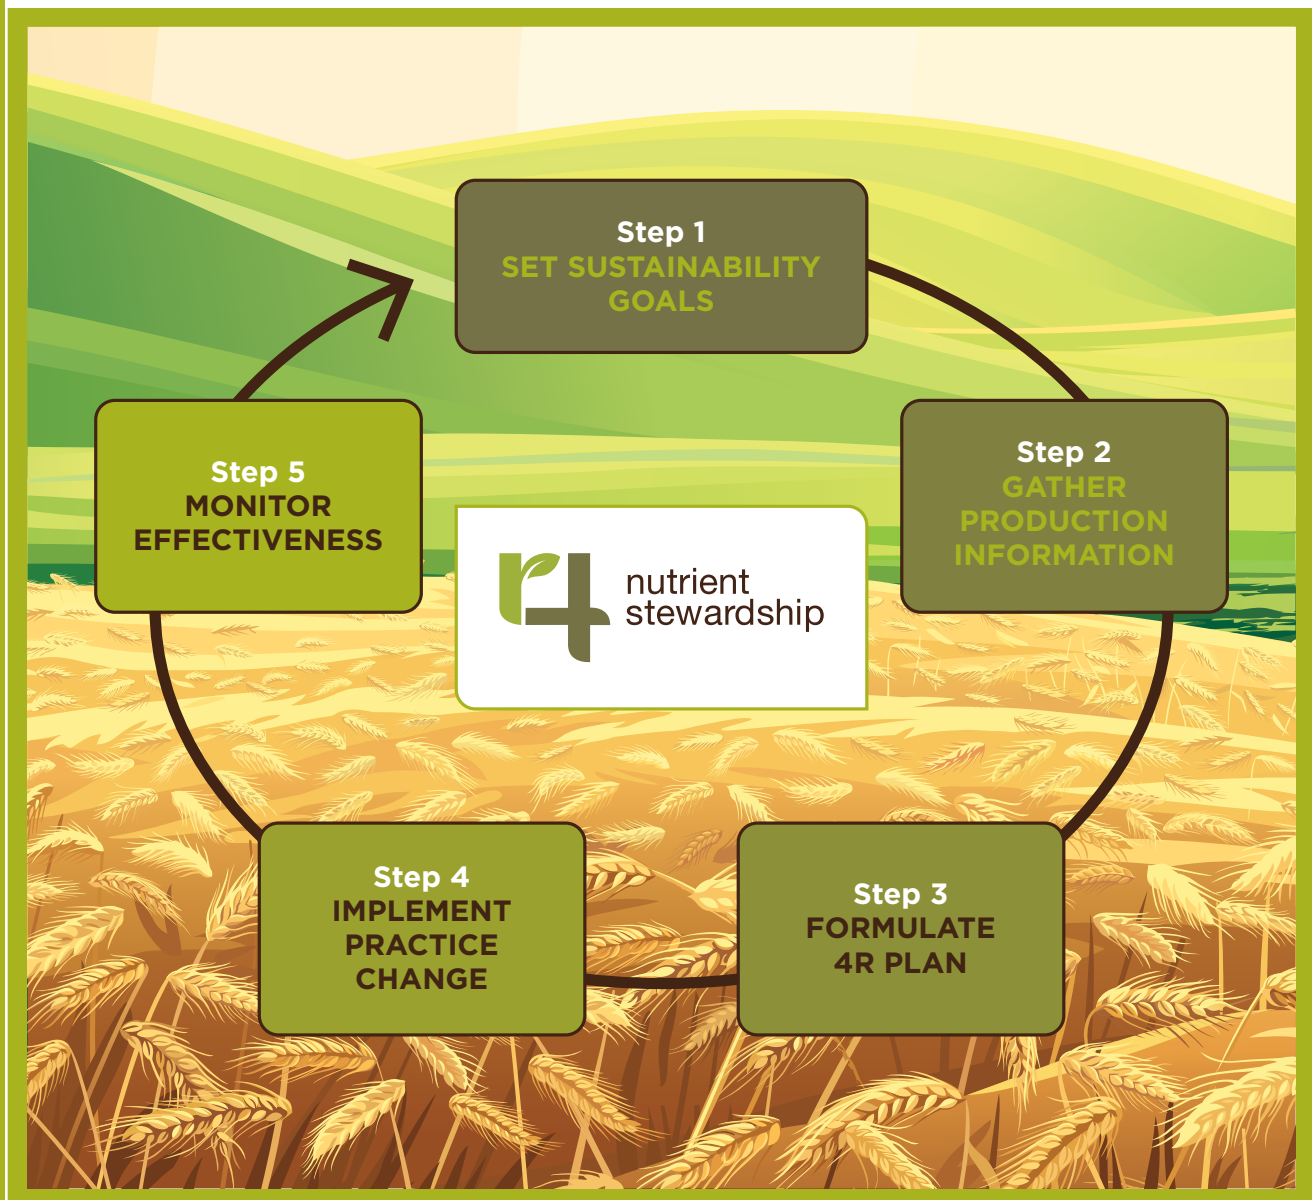 Step 1
SET SUSTAINABILITY
GOALS
Step 2
GATHER
PRODUCTION
INFORMATION
Step 3
FORMULATE
4R PLAN
Step 4
IMPLEMENT
PRACTICE
CHANGE
Step 5
MONITOR
EFFECTIVENESS
r4 nutrient
stewardship